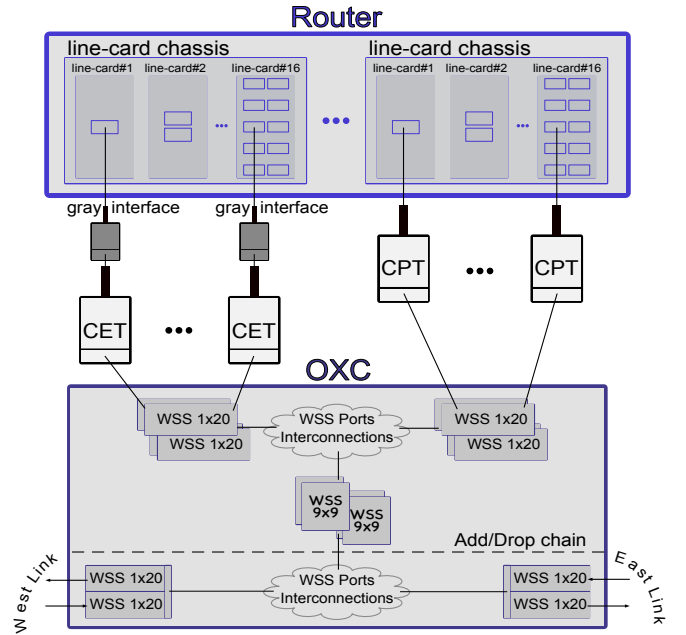 Router
line-card chassis line-card chassis
line-card#1 line-card#2 line-card#16 line-card#1 line-card#2 line-card#16
... ... ...
gray interface gray interface
CPT ... CPT
CET ... CET
OXC
WSS 1x20 WSS Ports WSS 1x20
WSS 1x20 Interconnections WSS 1x20
WSS
9x9
WSS
9x9
Add/Drop chain
West Link
East Link
WSS 1x20 WSS Ports WSS 1x20
WSS 1x20 Interconnections WSS 1x20